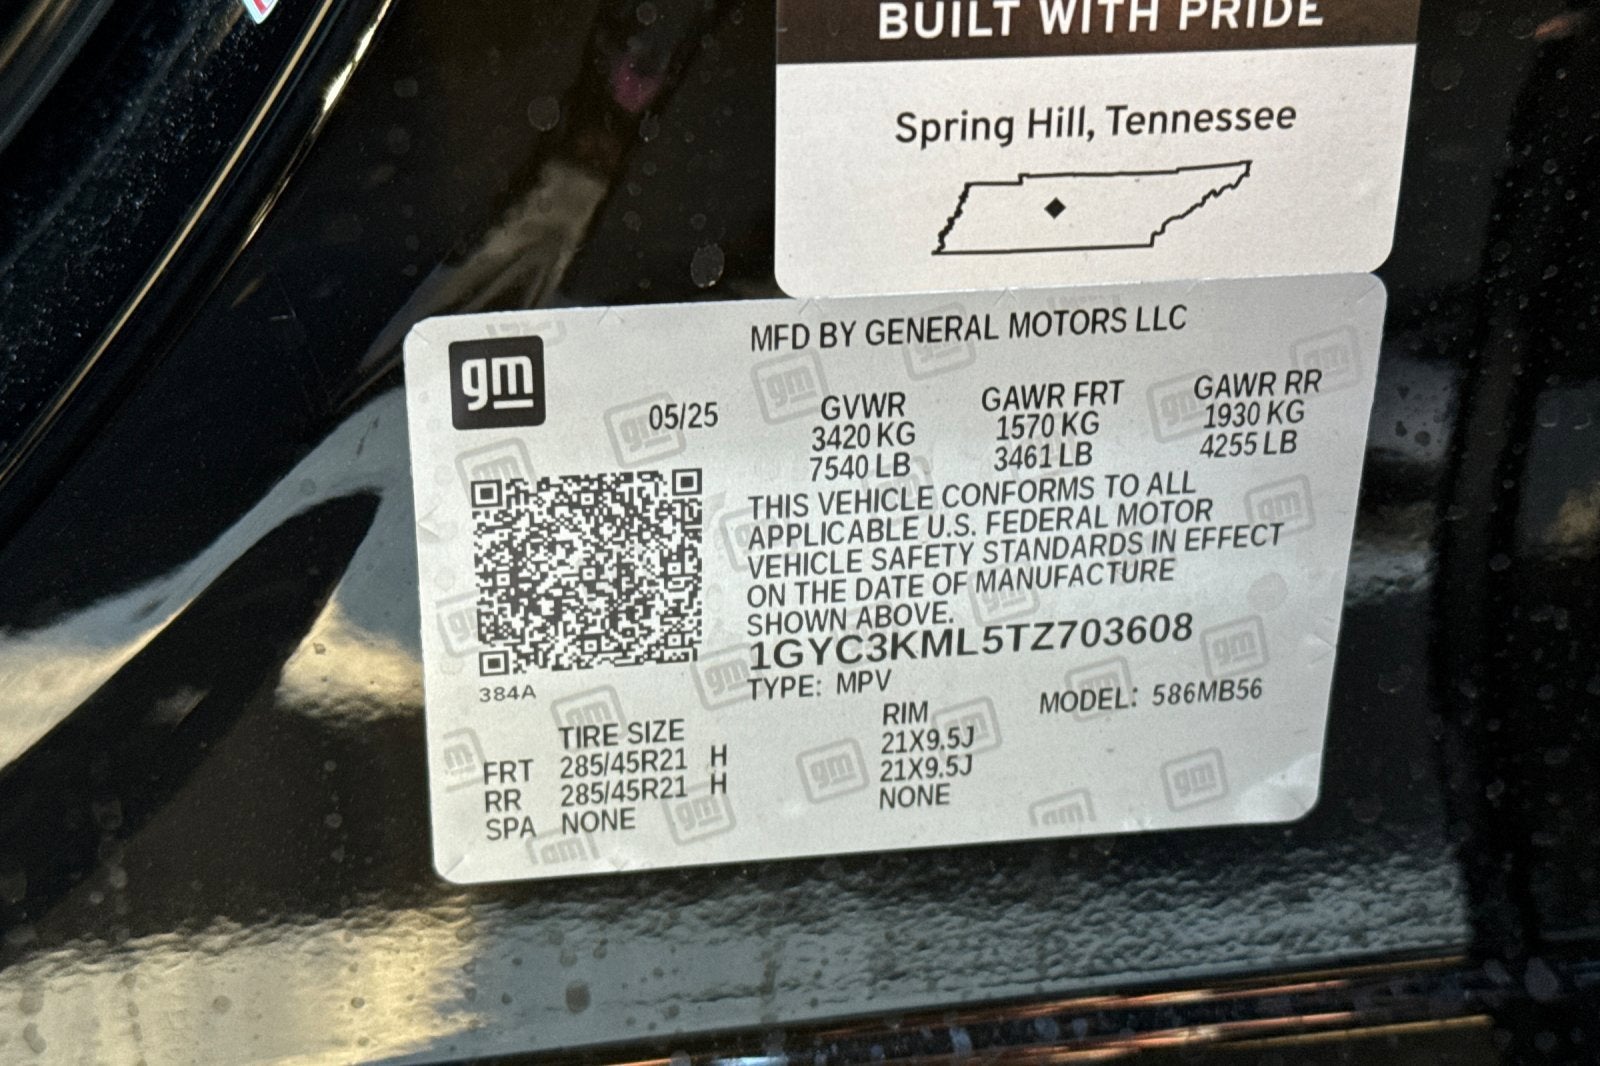 BUILT WITH PRIDE
Spring Hill, Tennessee
MFD BY GENERAL MOTORS LLC
gm
05/25
GVWR GAWR FRT GAWR RR
3420 KG 1570 KG 1930 KG
7540 LB 3461 LB 4255 LB
THIS VEHICLE CONFORMS TO ALL
APPLICABLE U.S. FEDERAL MOTOR
VEHICLE SAFETY STANDARDS IN EFFECT
ON THE DATE OF MANUFACTURE
SHOWN ABOVE.
1GYC3KML5TZ703608
384A
TYPE: MPV MODEL: 586MB56
TIRE SIZE RIM
FRT 285/45R21 H 21X9.5J
RR 285/45R21 H 21X9.5J
SPA NONE NONE